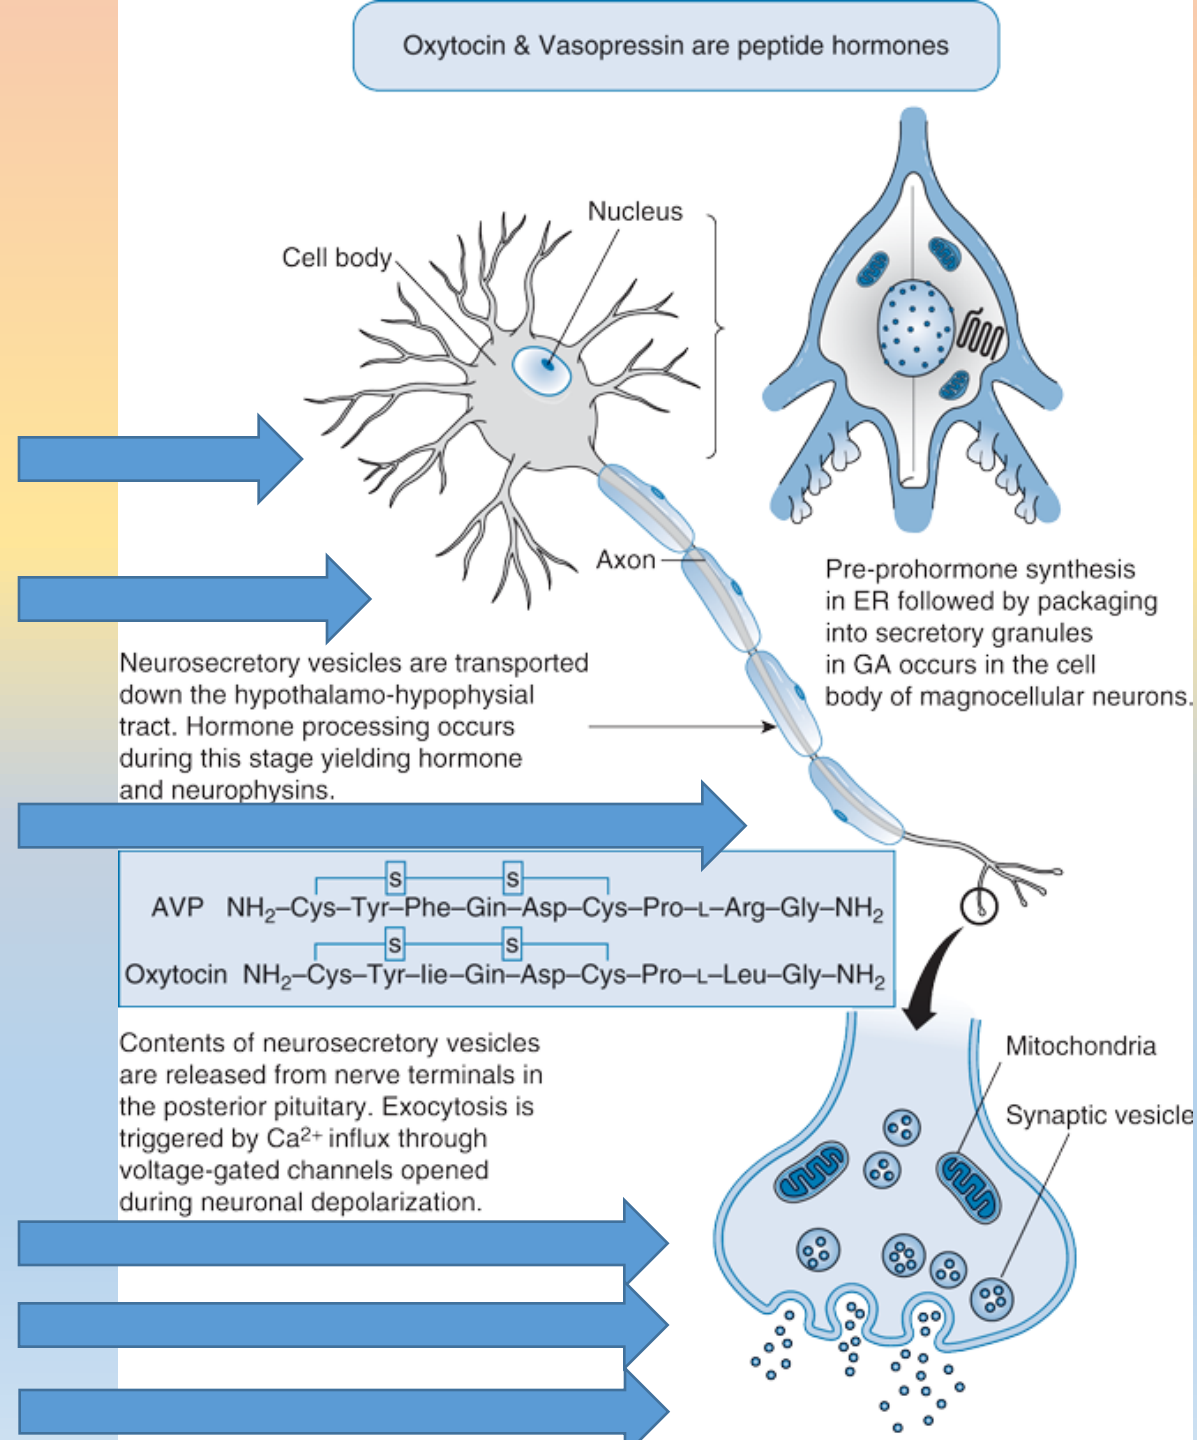 Oxytocin & Vasopressin are peptide hormones
Nucleus
Cell body
Axon
Pre-prohormone synthesis
in ER followed by packaging
into secretory granules
in GA occurs in the cell
body of magnocellular neurons.
Neurosecretory vesicles are transported
down the hypothalamo-hypophysial
tract. Hormone processing occurs
during this stage yielding hormone
and neurophysins.
S S
AVP NH2–Cys–Tyr–Phe–Gin–Asp–Cys–Pro–L–Arg–Gly–NH2
S S
Oxytocin NH2–Cys–Tyr–Iie–Gin–Asp–Cys–Pro–L–Leu–Gly–NH2
Contents of neurosecretory vesicles
are released from nerve terminals in
the posterior pituitary. Exocytosis is
triggered by Ca2+ influx through
voltage-gated channels opened
during neuronal depolarization.
Mitochondria
Synaptic vesicle